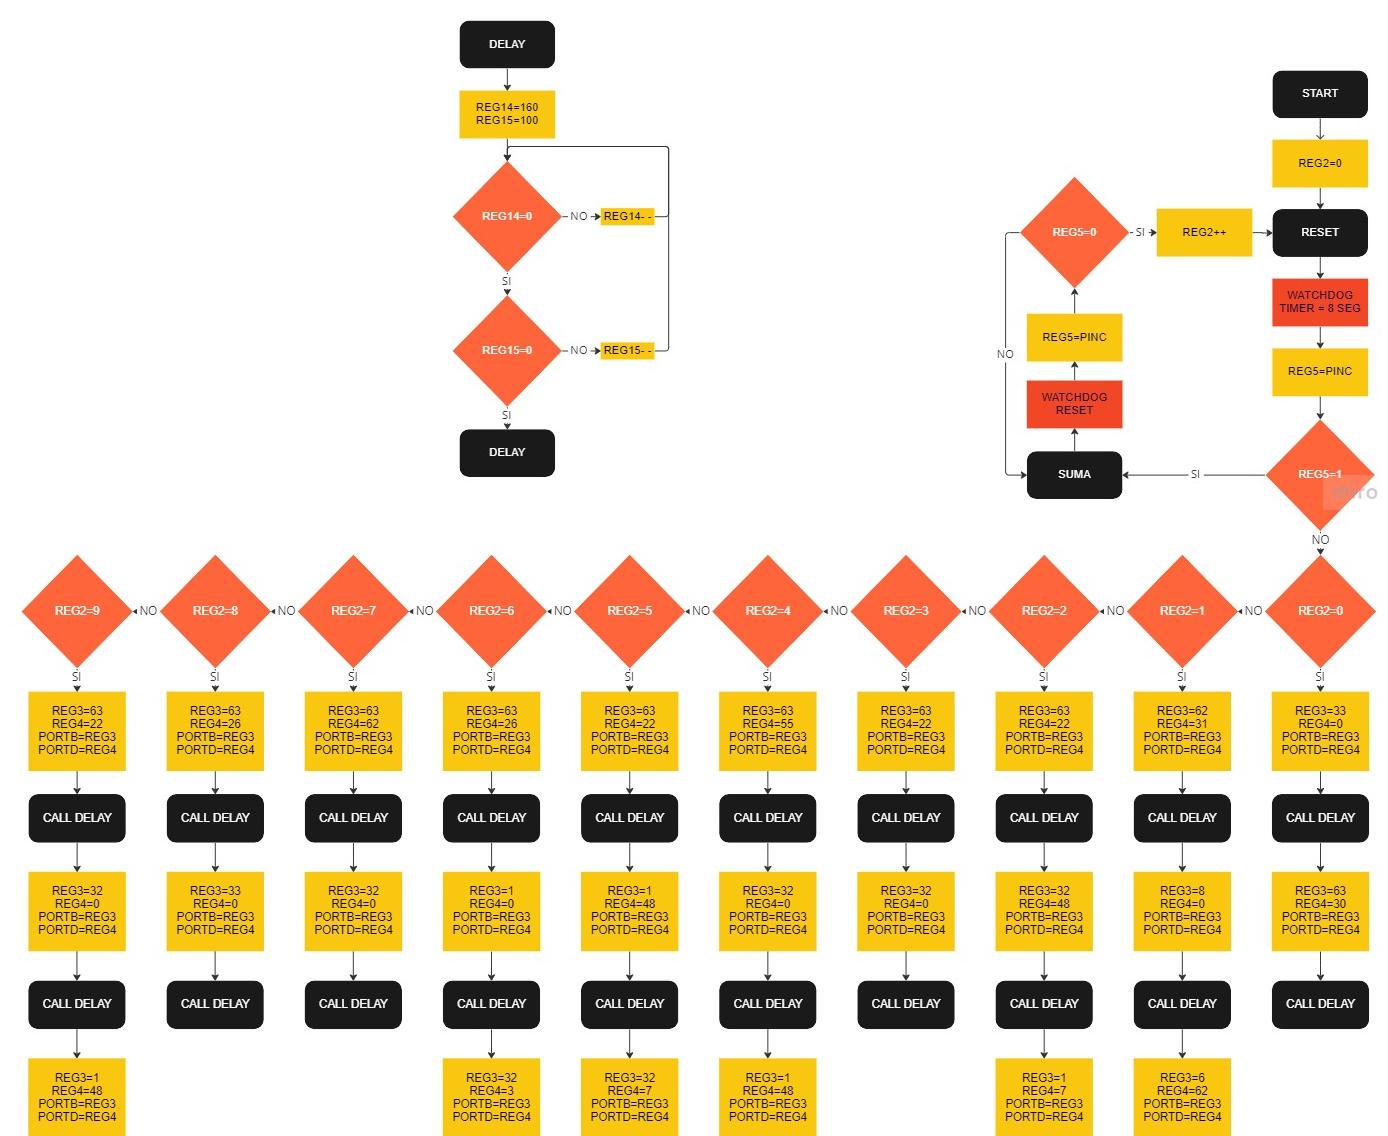 DELAY
REG14=160
REG15=100
REG14=0
NO
REG14- -
SI
REG15=0
NO
REG15- -
SI
DELAY
START
REG2=0
RESET
WATCHDOG
TIMER = 8 SEG
REG5=PINC
REG5=1
SI
NO
SUMA
WATCHDOG
RESET
REG5=PINC
REG5=0
SI
REG2++
NO
REG2=9
NO
REG2=8
NO
REG2=7
NO
REG2=6
NO
REG2=5
NO
REG2=4
NO
REG2=3
NO
REG2=2
NO
REG2=1
NO
REG2=0
SI
SI
SI
SI
SI
SI
SI
SI
SI
SI
REG3=63
REG4=22
PORTB=REG3
PORTD=REG4
REG3=63
REG4=26
PORTB=REG3
PORTD=REG4
REG3=63
REG4=62
PORTB=REG3
PORTD=REG4
REG3=63
REG4=26
PORTB=REG3
PORTD=REG4
REG3=63
REG4=22
PORTB=REG3
PORTD=REG4
REG3=63
REG4=55
PORTB=REG3
PORTD=REG4
REG3=63
REG4=22
PORTB=REG3
PORTD=REG4
REG3=63
REG4=22
PORTB=REG3
PORTD=REG4
REG3=62
REG4=31
PORTB=REG3
PORTD=REG4
REG3=33
REG4=0
PORTB=REG3
PORTD=REG4
CALL DELAY
CALL DELAY
CALL DELAY
CALL DELAY
CALL DELAY
CALL DELAY
CALL DELAY
CALL DELAY
CALL DELAY
CALL DELAY
REG3=32
REG4=0
PORTB=REG3
PORTD=REG4
REG3=33
REG4=0
PORTB=REG3
PORTD=REG4
REG3=32
REG4=0
PORTB=REG3
PORTD=REG4
REG3=1
REG4=0
PORTB=REG3
PORTD=REG4
REG3=1
REG4=48
PORTB=REG3
PORTD=REG4
REG3=32
REG4=0
PORTB=REG3
PORTD=REG4
REG3=32
REG4=0
PORTB=REG3
PORTD=REG4
REG3=32
REG4=48
PORTB=REG3
PORTD=REG4
REG3=8
REG4=0
PORTB=REG3
PORTD=REG4
REG3=63
REG4=30
PORTB=REG3
PORTD=REG4
CALL DELAY
CALL DELAY
CALL DELAY
CALL DELAY
CALL DELAY
CALL DELAY
CALL DELAY
CALL DELAY
CALL DELAY
CALL DELAY
REG3=1
REG4=48
PORTB=REG3
PORTD=REG4
REG3=32
REG4=3
PORTB=REG3
PORTD=REG4
REG3=32
REG4=7
PORTB=REG3
PORTD=REG4
REG3=1
REG4=48
PORTB=REG3
PORTD=REG4
REG3=1
REG4=7
PORTB=REG3
PORTD=REG4
REG3=6
REG4=62
PORTB=REG3
PORTD=REG4